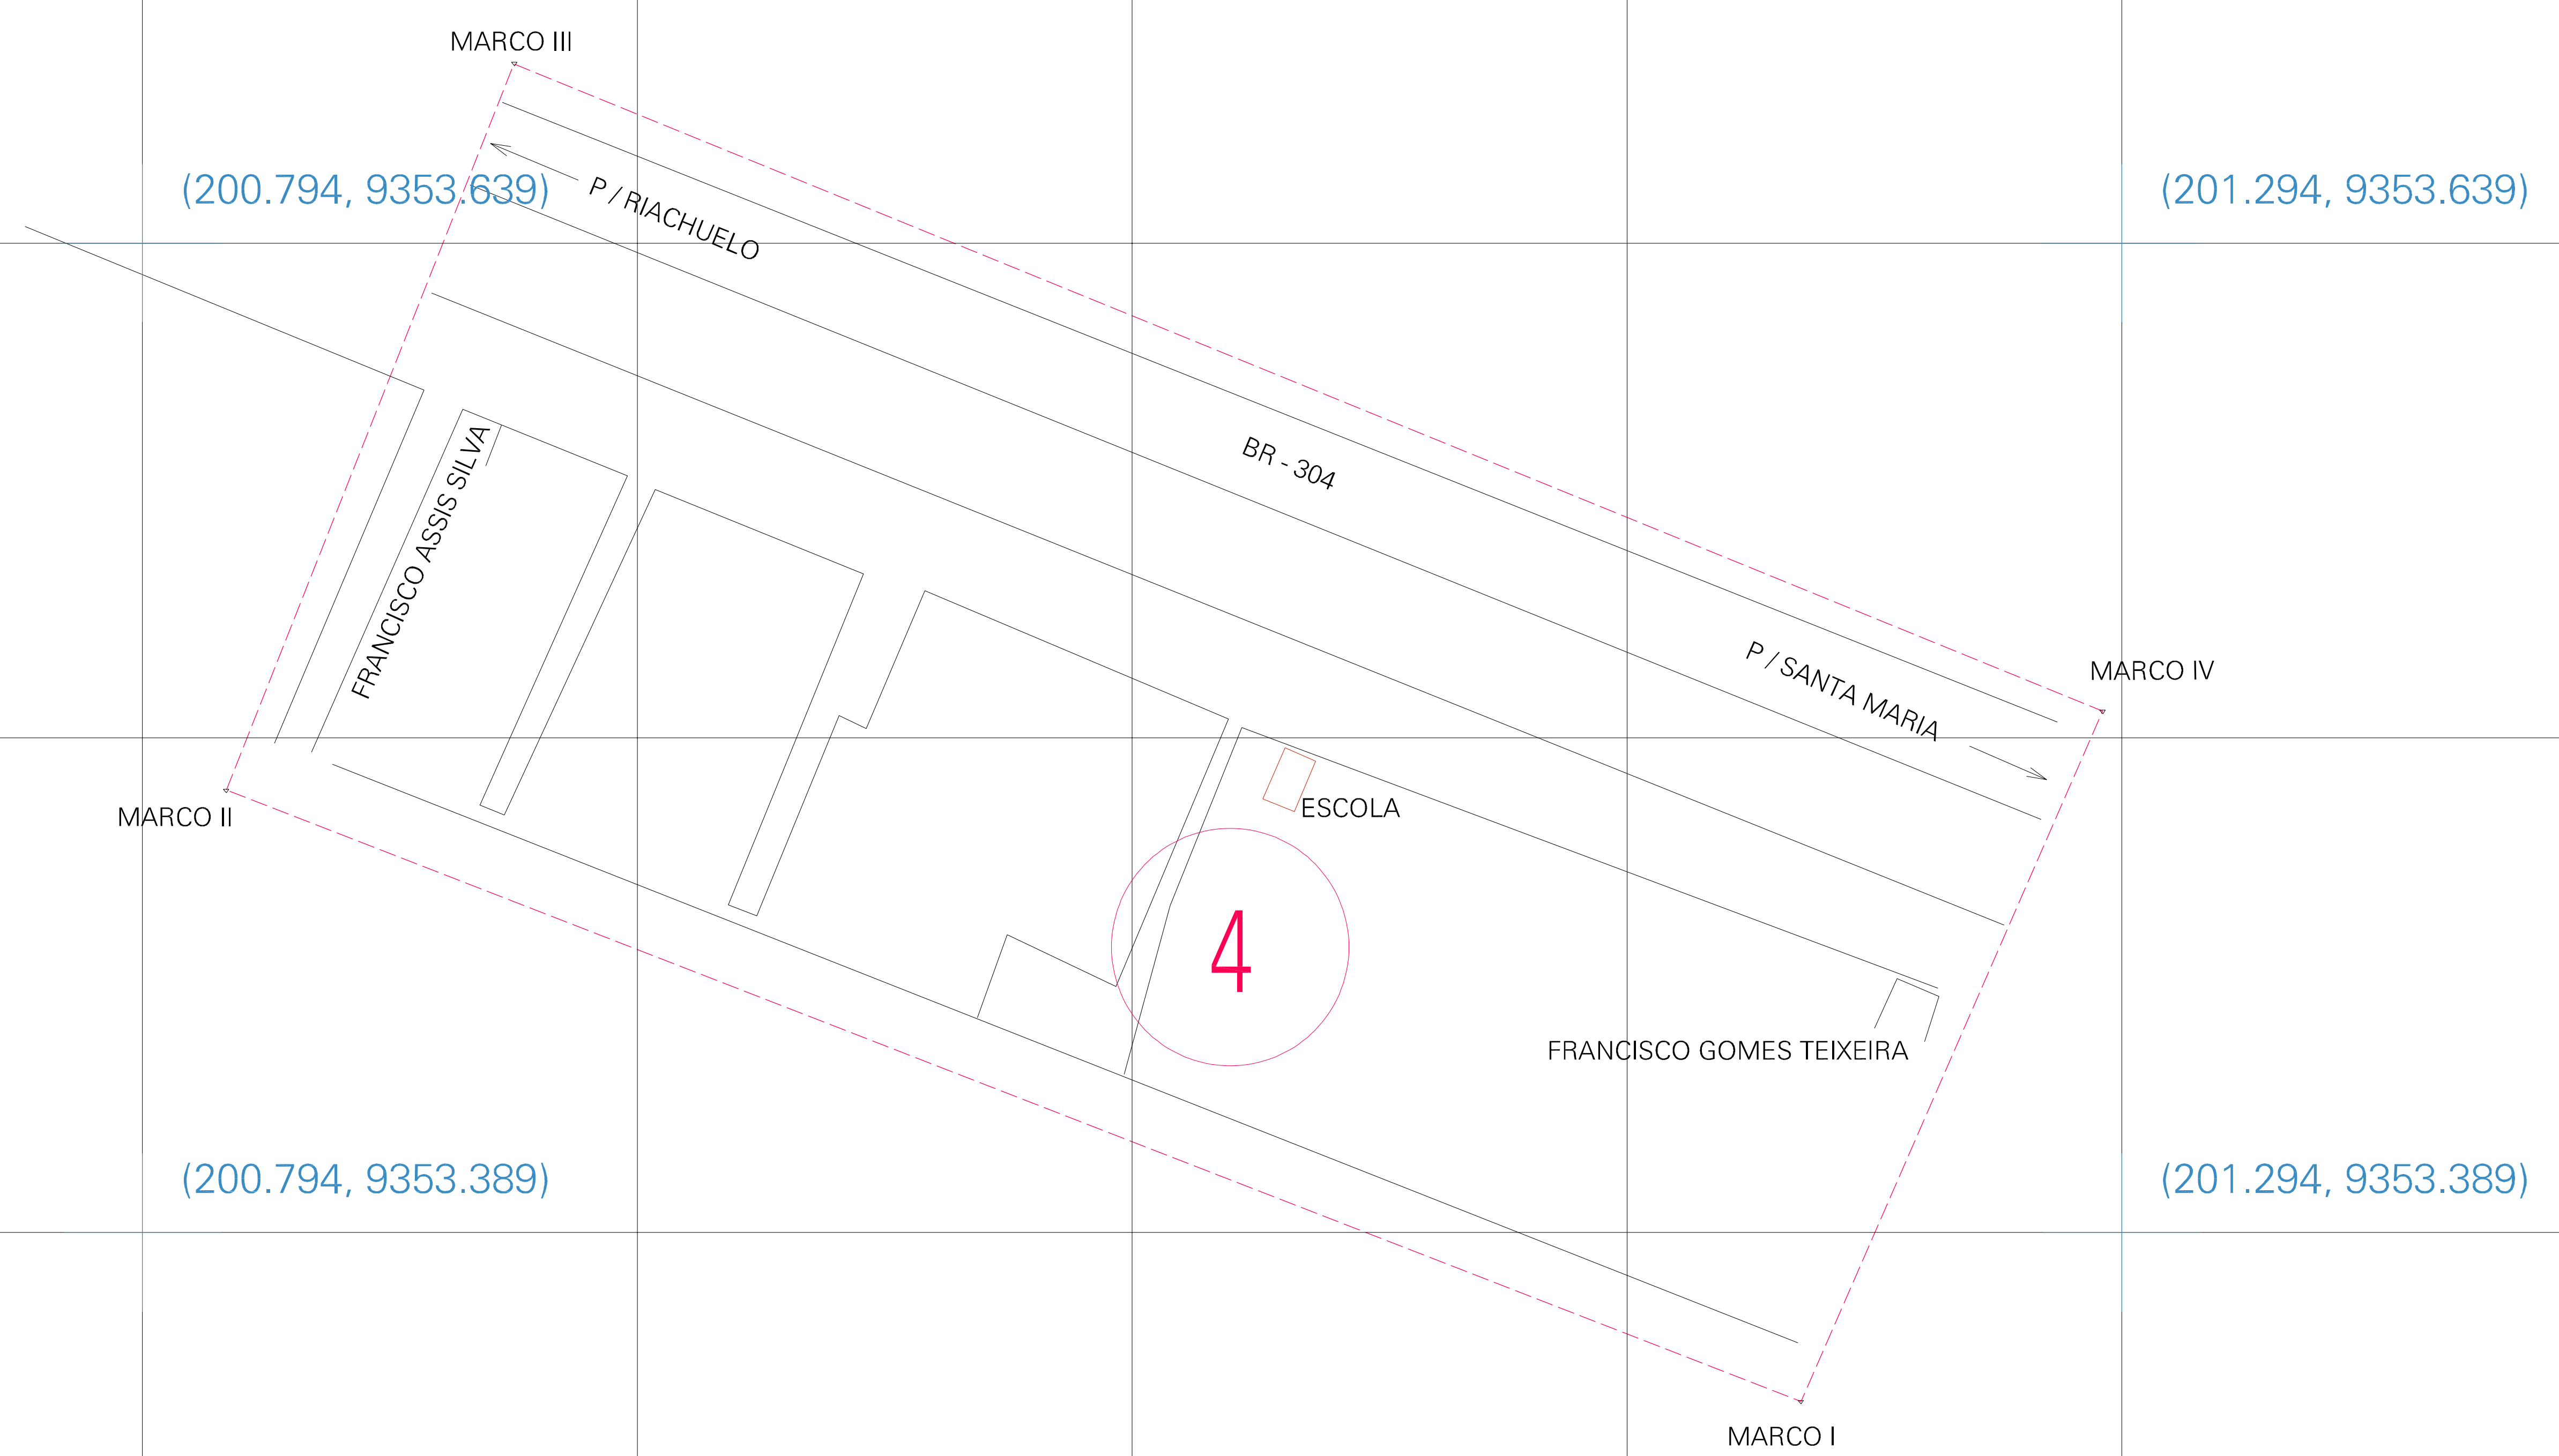 MARCO III
(200.794, 9353.639)
(201.294, 9353.639)
P / RIACHUELO
BR - 304
FRANCISCO ASSIS SILVA
P / SANTA MARIA
MARCO IV
MARCO II
ESCOLA
4
FRANCISCO GOMES TEIXEIRA
(200.794, 9353.389)
(201.294, 9353.389)
MARCO I